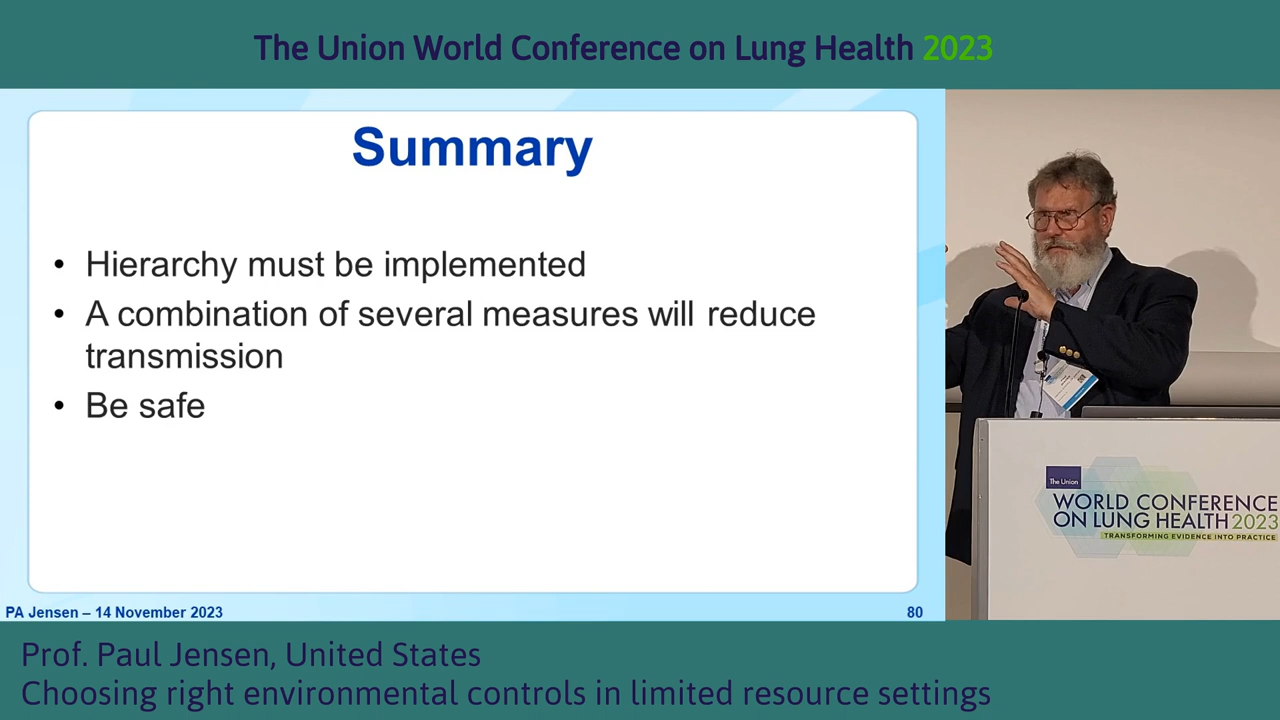 The Union World Conference on Lung Health 2023
Summary
• Hierarchy must be implemented
• A combination of several measures will reduce
transmission
• Be safe
PA Jensen – 14 November 2023
80
The Union
WORLD CONFERENCE
ON LUNG HEALTH 2023
TRANSFORMING EVIDENCE INTO PRACTICE
Prof. Paul Jensen, United States
Choosing right environmental controls in limited resource settings